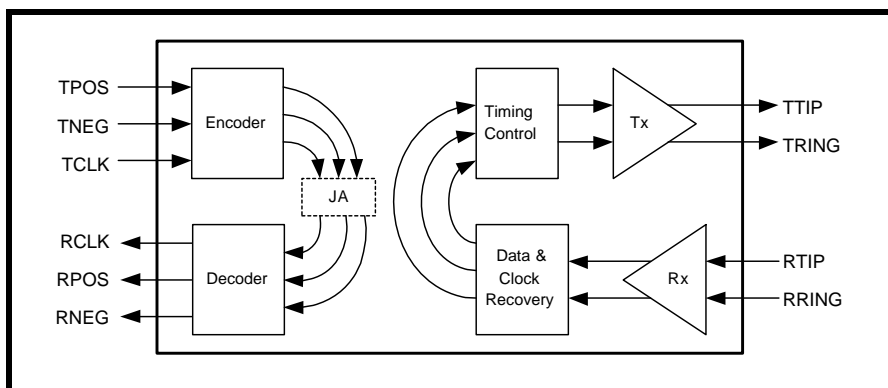 TPOS
TNEG
TCLK
Encoder
JA
RCLK
RPOS
RNEG
Decoder
Timing
Control
Tx
TTIP
TRING
Data &
Clock
Recovery
Rx
RTIP
RRING